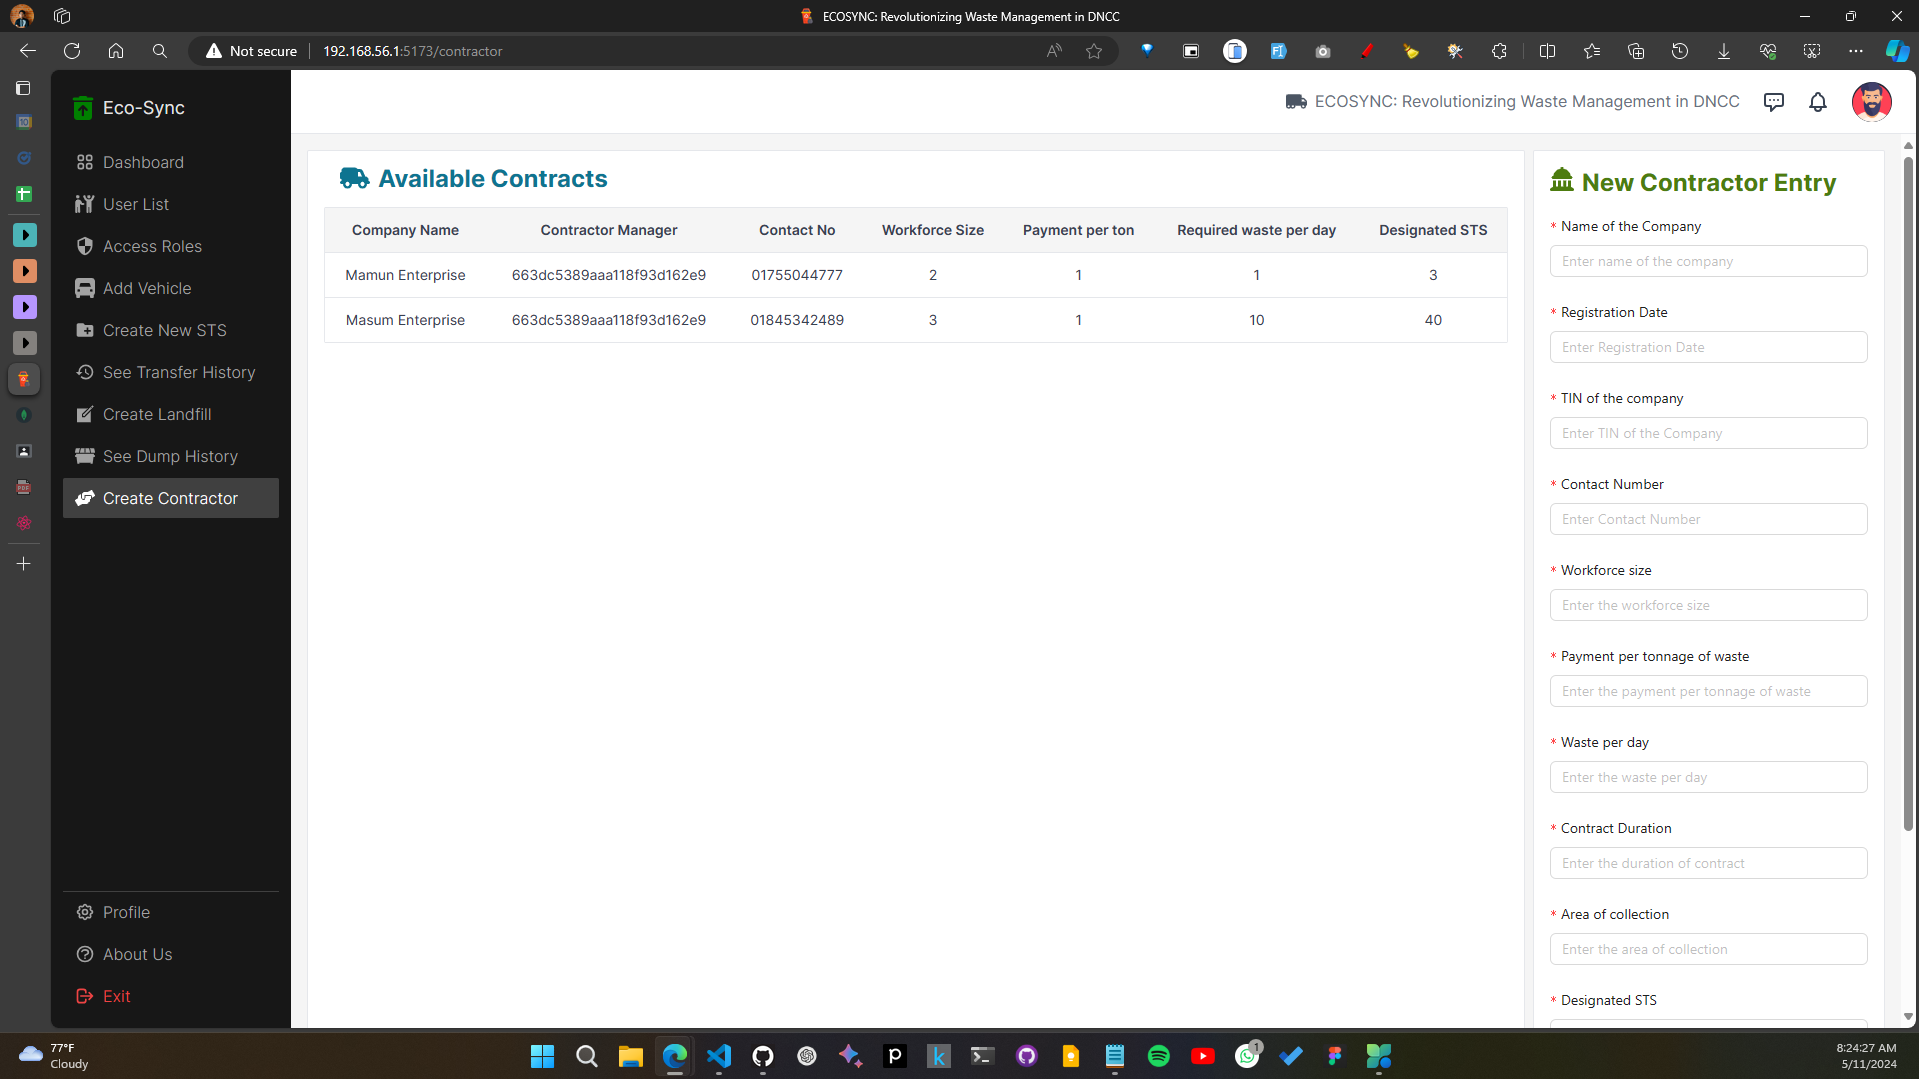 ECOSYNC: Revolutionizing Waste Management in DNCC
Not secure
192.168.56.1:5173/contractor
Eco-Sync
Dashboard
User List
Access Roles
Add Vehicle
Create New STS
See Transfer History
Create Landfill
See Dump History
Create Contractor
Profile
About Us
Exit
ECOSYNC: Revolutionizing Waste Management in DNCC
Available Contracts
Company Name Contractor Manager Contact No Workforce Size Payment per ton Required waste per day Designated STS
Mamun Enterprise 663dc5389aaa118f93d162e9 01755044777 2 1 1 3
Masum Enterprise 663dc5389aaa118f93d162e9 01845342489 3 1 10 40
New Contractor Entry
* Name of the Company
Enter name of the company
* Registration Date
Enter Registration Date
* TIN of the company
Enter TIN of the Company
* Contact Number
Enter Contact Number
* Workforce size
Enter the workforce size
* Payment per tonnage of waste
Enter the payment per tonnage of waste
* Waste per day
Enter the waste per day
* Contract Duration
Enter the duration of contract
* Area of collection
Enter the area of collection
* Designated STS
77°F
Cloudy
1
8:24:27 AM
5/11/2024